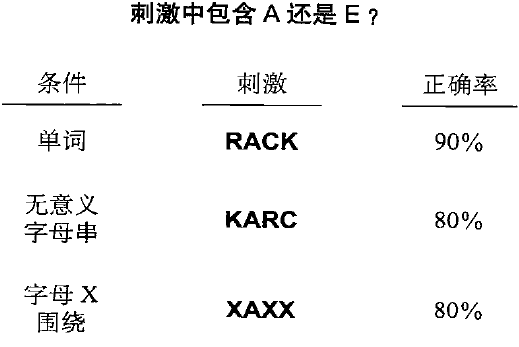 刺激中包含 A 还是 E ?
条件 刺激 正确率
单词 RACK 90%
无意义
字母串 KARC 80%
字母 X
围绕 XAXX 80%